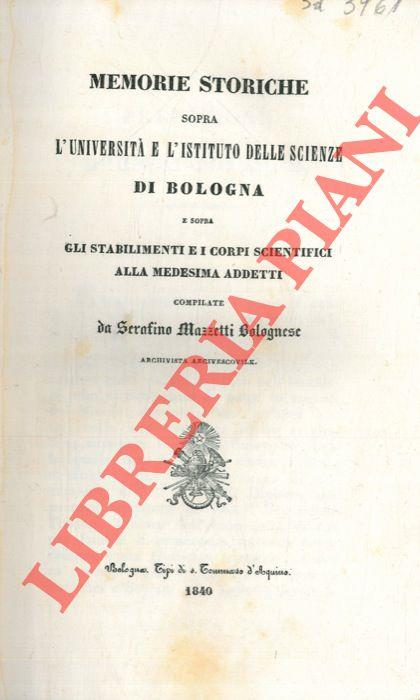 Sd 3961
MEMORIE STORICHE
SOPRA
L'UNIVERSITÀ E L'ISTITUTO DELLE SCIENZE
DI BOLOGNA
E SOPRA
GLI STABILIMENTI E I CORPI SCIENTIFICI
ALLA MEDESIMA ADDETTI
COMPILATE
da Serafino Mazzetti Bolognese
ARCHIVISTA ARCIVESCOVILE.
Bologna. Tipi di s. Tommaso d'Aquino.
1840
LIBRERIA PIANI